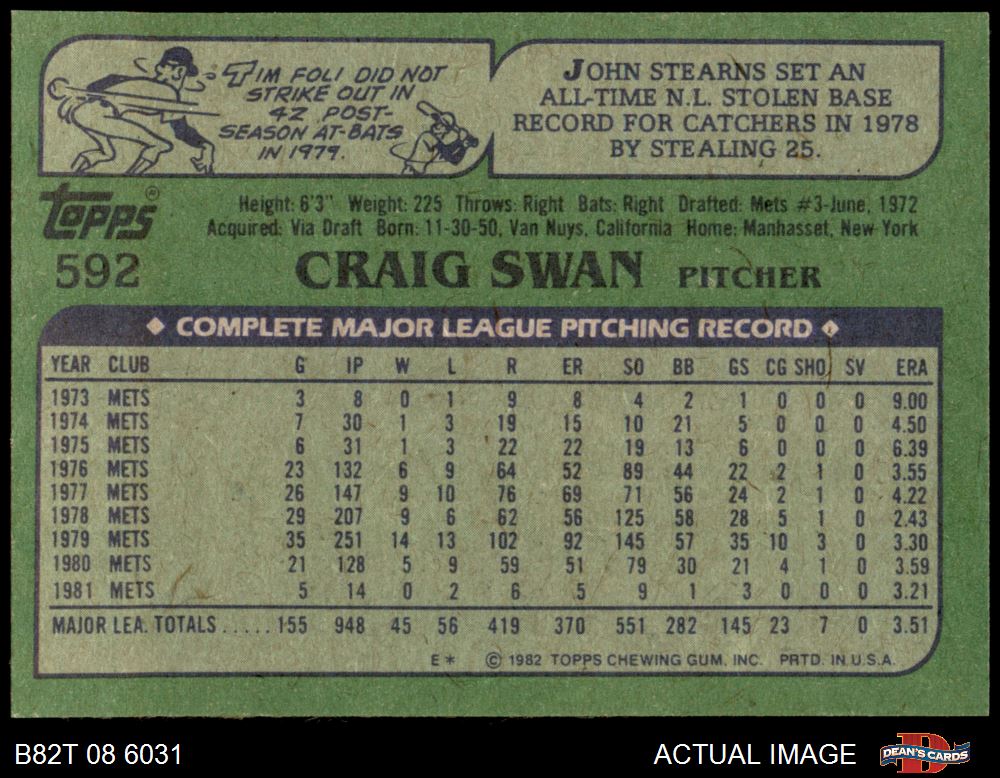 TIM FOLI DID NOT
STRIKE OUT IN
42 POST-
SEASON AT-BATS
IN 1979.
JOHN STEARNS SET AN
ALL-TIME N.L. STOLEN BASE
RECORD FOR CATCHERS IN 1978
BY STEALING 25.
TOPPS®
592
Height: 6'3" Weight: 225 Throws: Right Bats: Right Drafted: Mets #3-June, 1972
Acquired: Via Draft Born: 11-30-50, Van Nuys, California Home: Manhasset, New York
CRAIG SWAN PITCHER
COMPLETE MAJOR LEAGUE PITCHING RECORD
YEAR CLUB G IP W L R ER SO BB GS CG SHO SV ERA
1973 METS 3 8 0 1 9 8 4 2 1 0 0 0 9.00
1974 METS 7 30 1 3 19 15 10 21 5 0 0 0 4.50
1975 METS 6 31 1 3 22 22 19 13 6 0 0 0 6.39
1976 METS 23 132 6 9 64 52 89 44 22 2 1 0 3.55
1977 METS 26 147 9 10 76 69 71 56 24 2 1 0 4.22
1978 METS 29 207 9 6 62 56 125 58 28 5 1 0 2.43
1979 METS 35 251 14 13 102 92 145 57 35 10 3 0 3.30
1980 METS 21 128 5 9 59 51 79 30 21 4 1 0 3.59
1981 METS 5 14 0 2 6 5 9 1 3 0 0 0 3.21
MAJOR LEA. TOTALS ..... 155 948 45 56 419 370 551 282 145 23 7 0 3.51
E* © 1982 TOPPS CHEWING GUM, INC. PRTD. IN U.S.A.
B82T 08 6031
ACTUAL IMAGE
DEAN'S CARDS